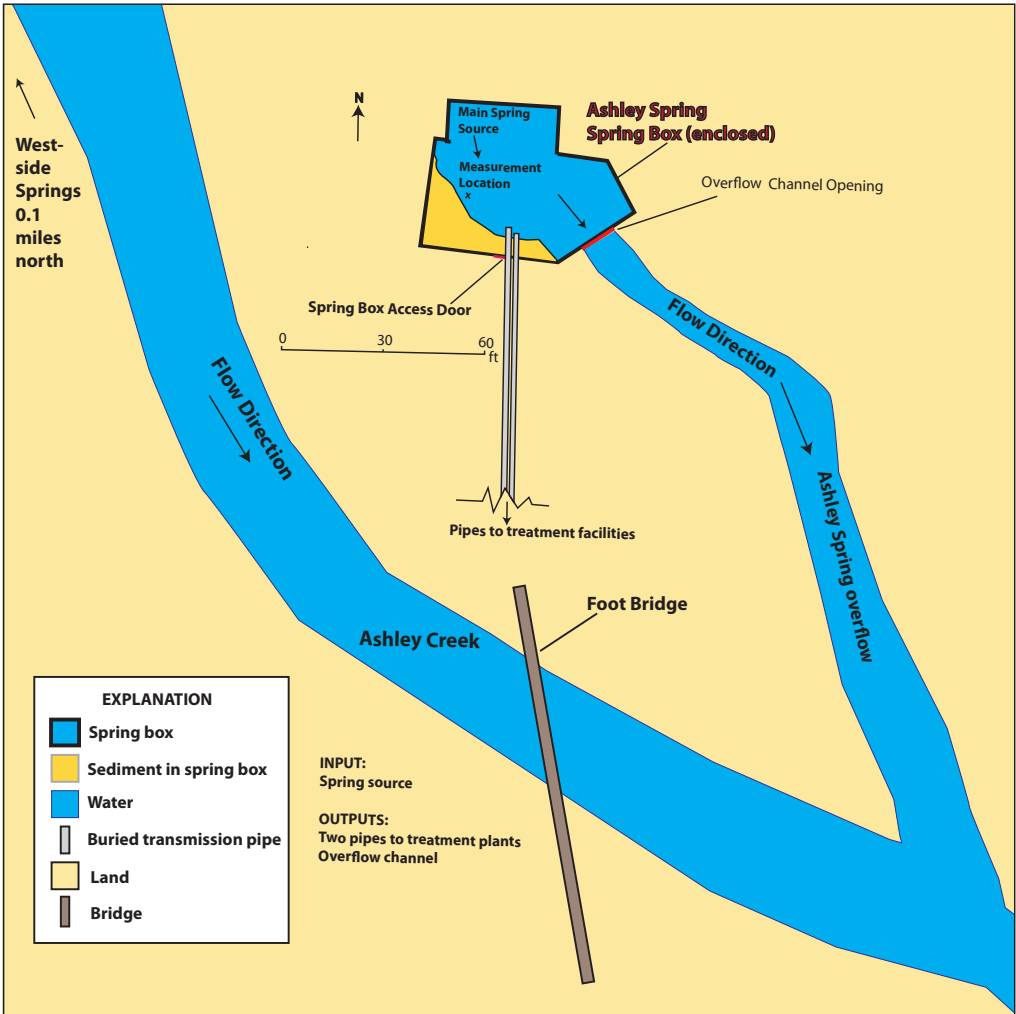 N
Main Spring
Source
Ashley Spring
Spring Box (enclosed)
West-
side
Springs
0.1
miles
north
Measurement
Location
x
Overflow Channel Opening
Spring Box Access Door
0 30 60
ft
Flow Direction
Flow Direction
Ashley Spring overflow
Pipes to treatment facilities
Foot Bridge
Ashley Creek
EXPLANATION
Spring box
Sediment in spring box
Water
Buried transmission pipe
Land
Bridge
INPUT:
Spring source
OUTPUTS:
Two pipes to treatment plants
Overflow channel